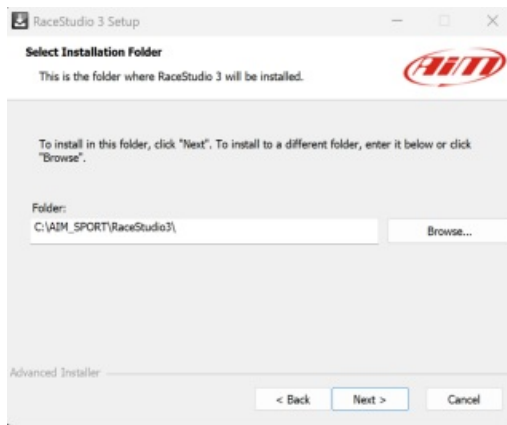 RaceStudio 3 Setup
Select Installation Folder
This is the folder where RaceStudio 3 will be installed.
AiM
To install in this folder, click "Next". To install to a different folder, enter it below or click
"Browse".
Folder:
C:\AIM_SPORT\RaceStudio3\
Browse...
Advanced Installer
< Back
Next >
Cancel